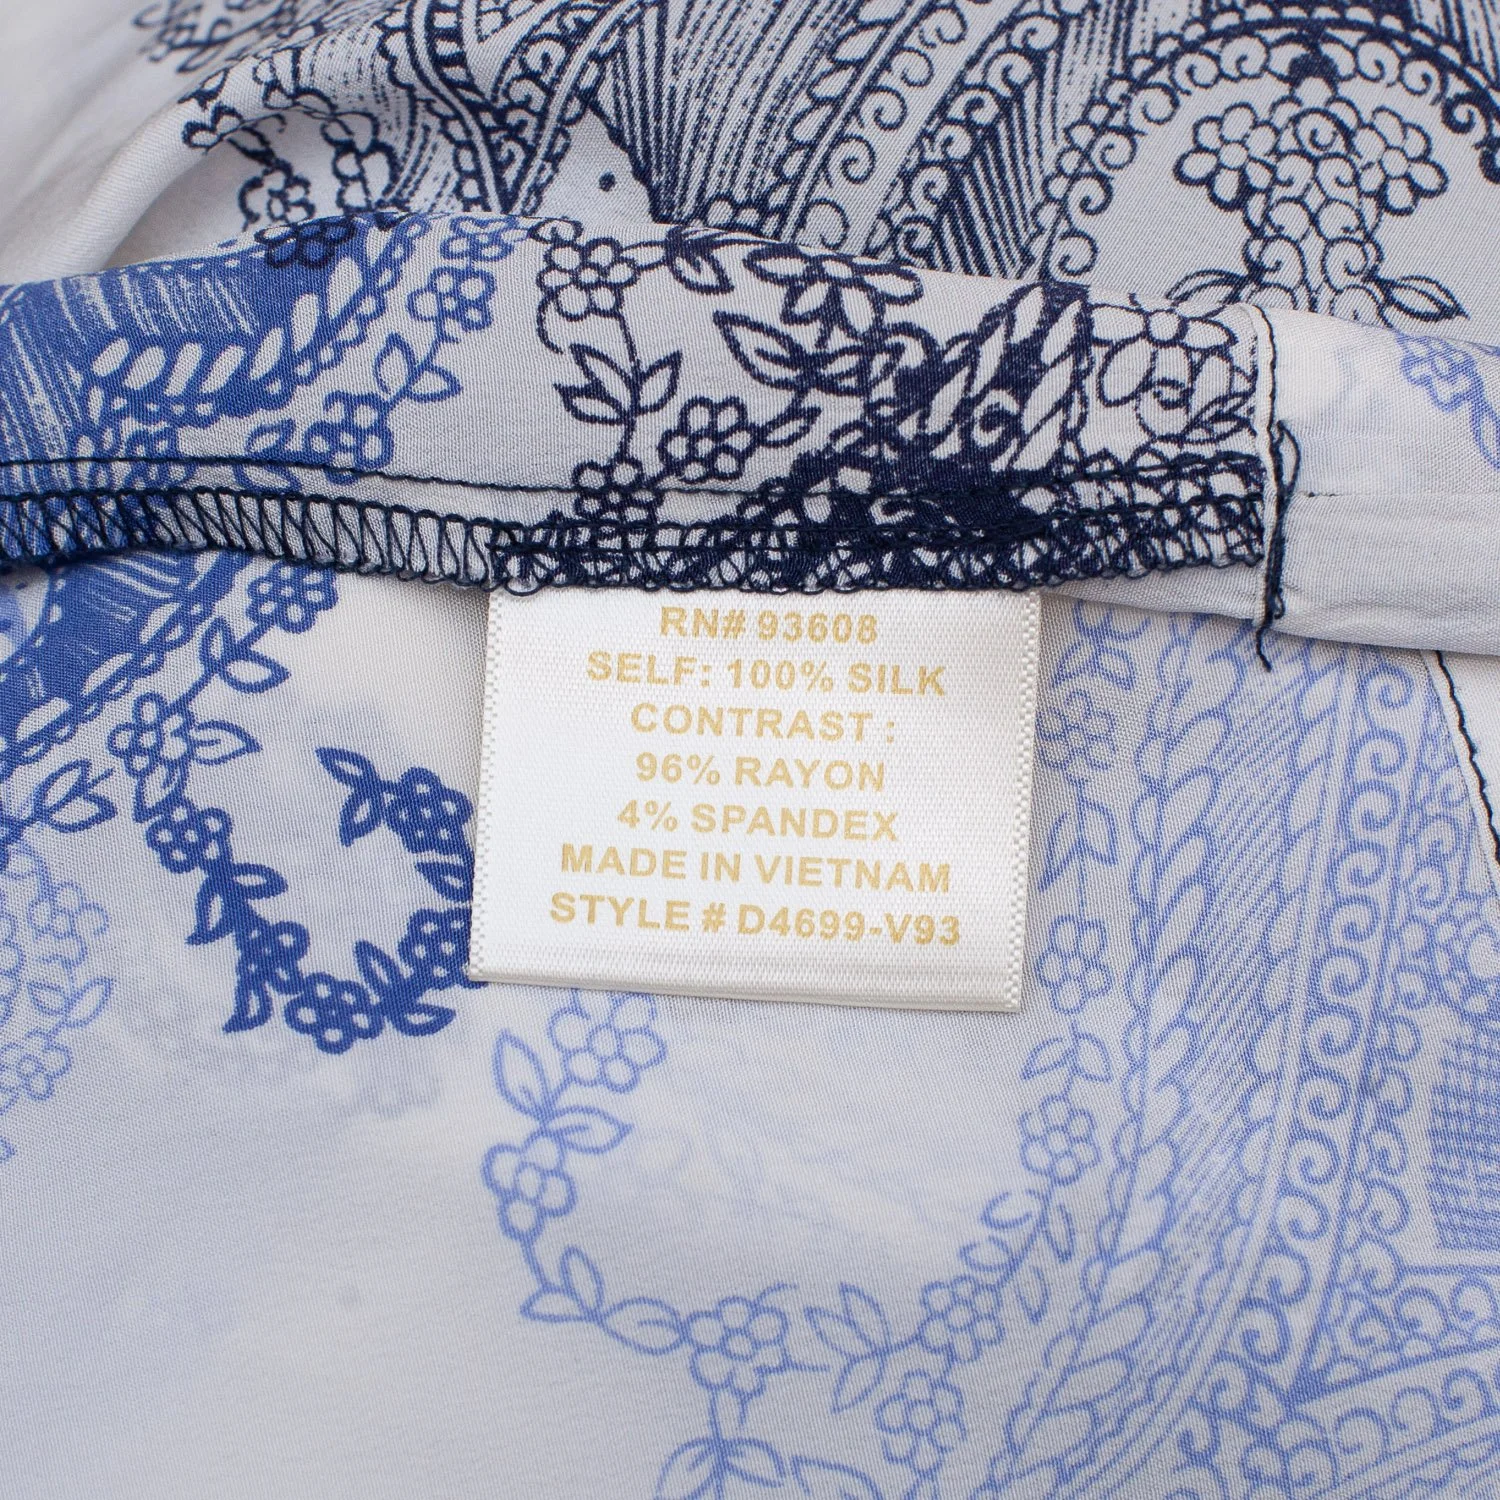 RN# 93608
SELF: 100% SILK
CONTRAST :
96% RAYON
4% SPANDEX
MADE IN VIETNAM
STYLE # D4699-V93